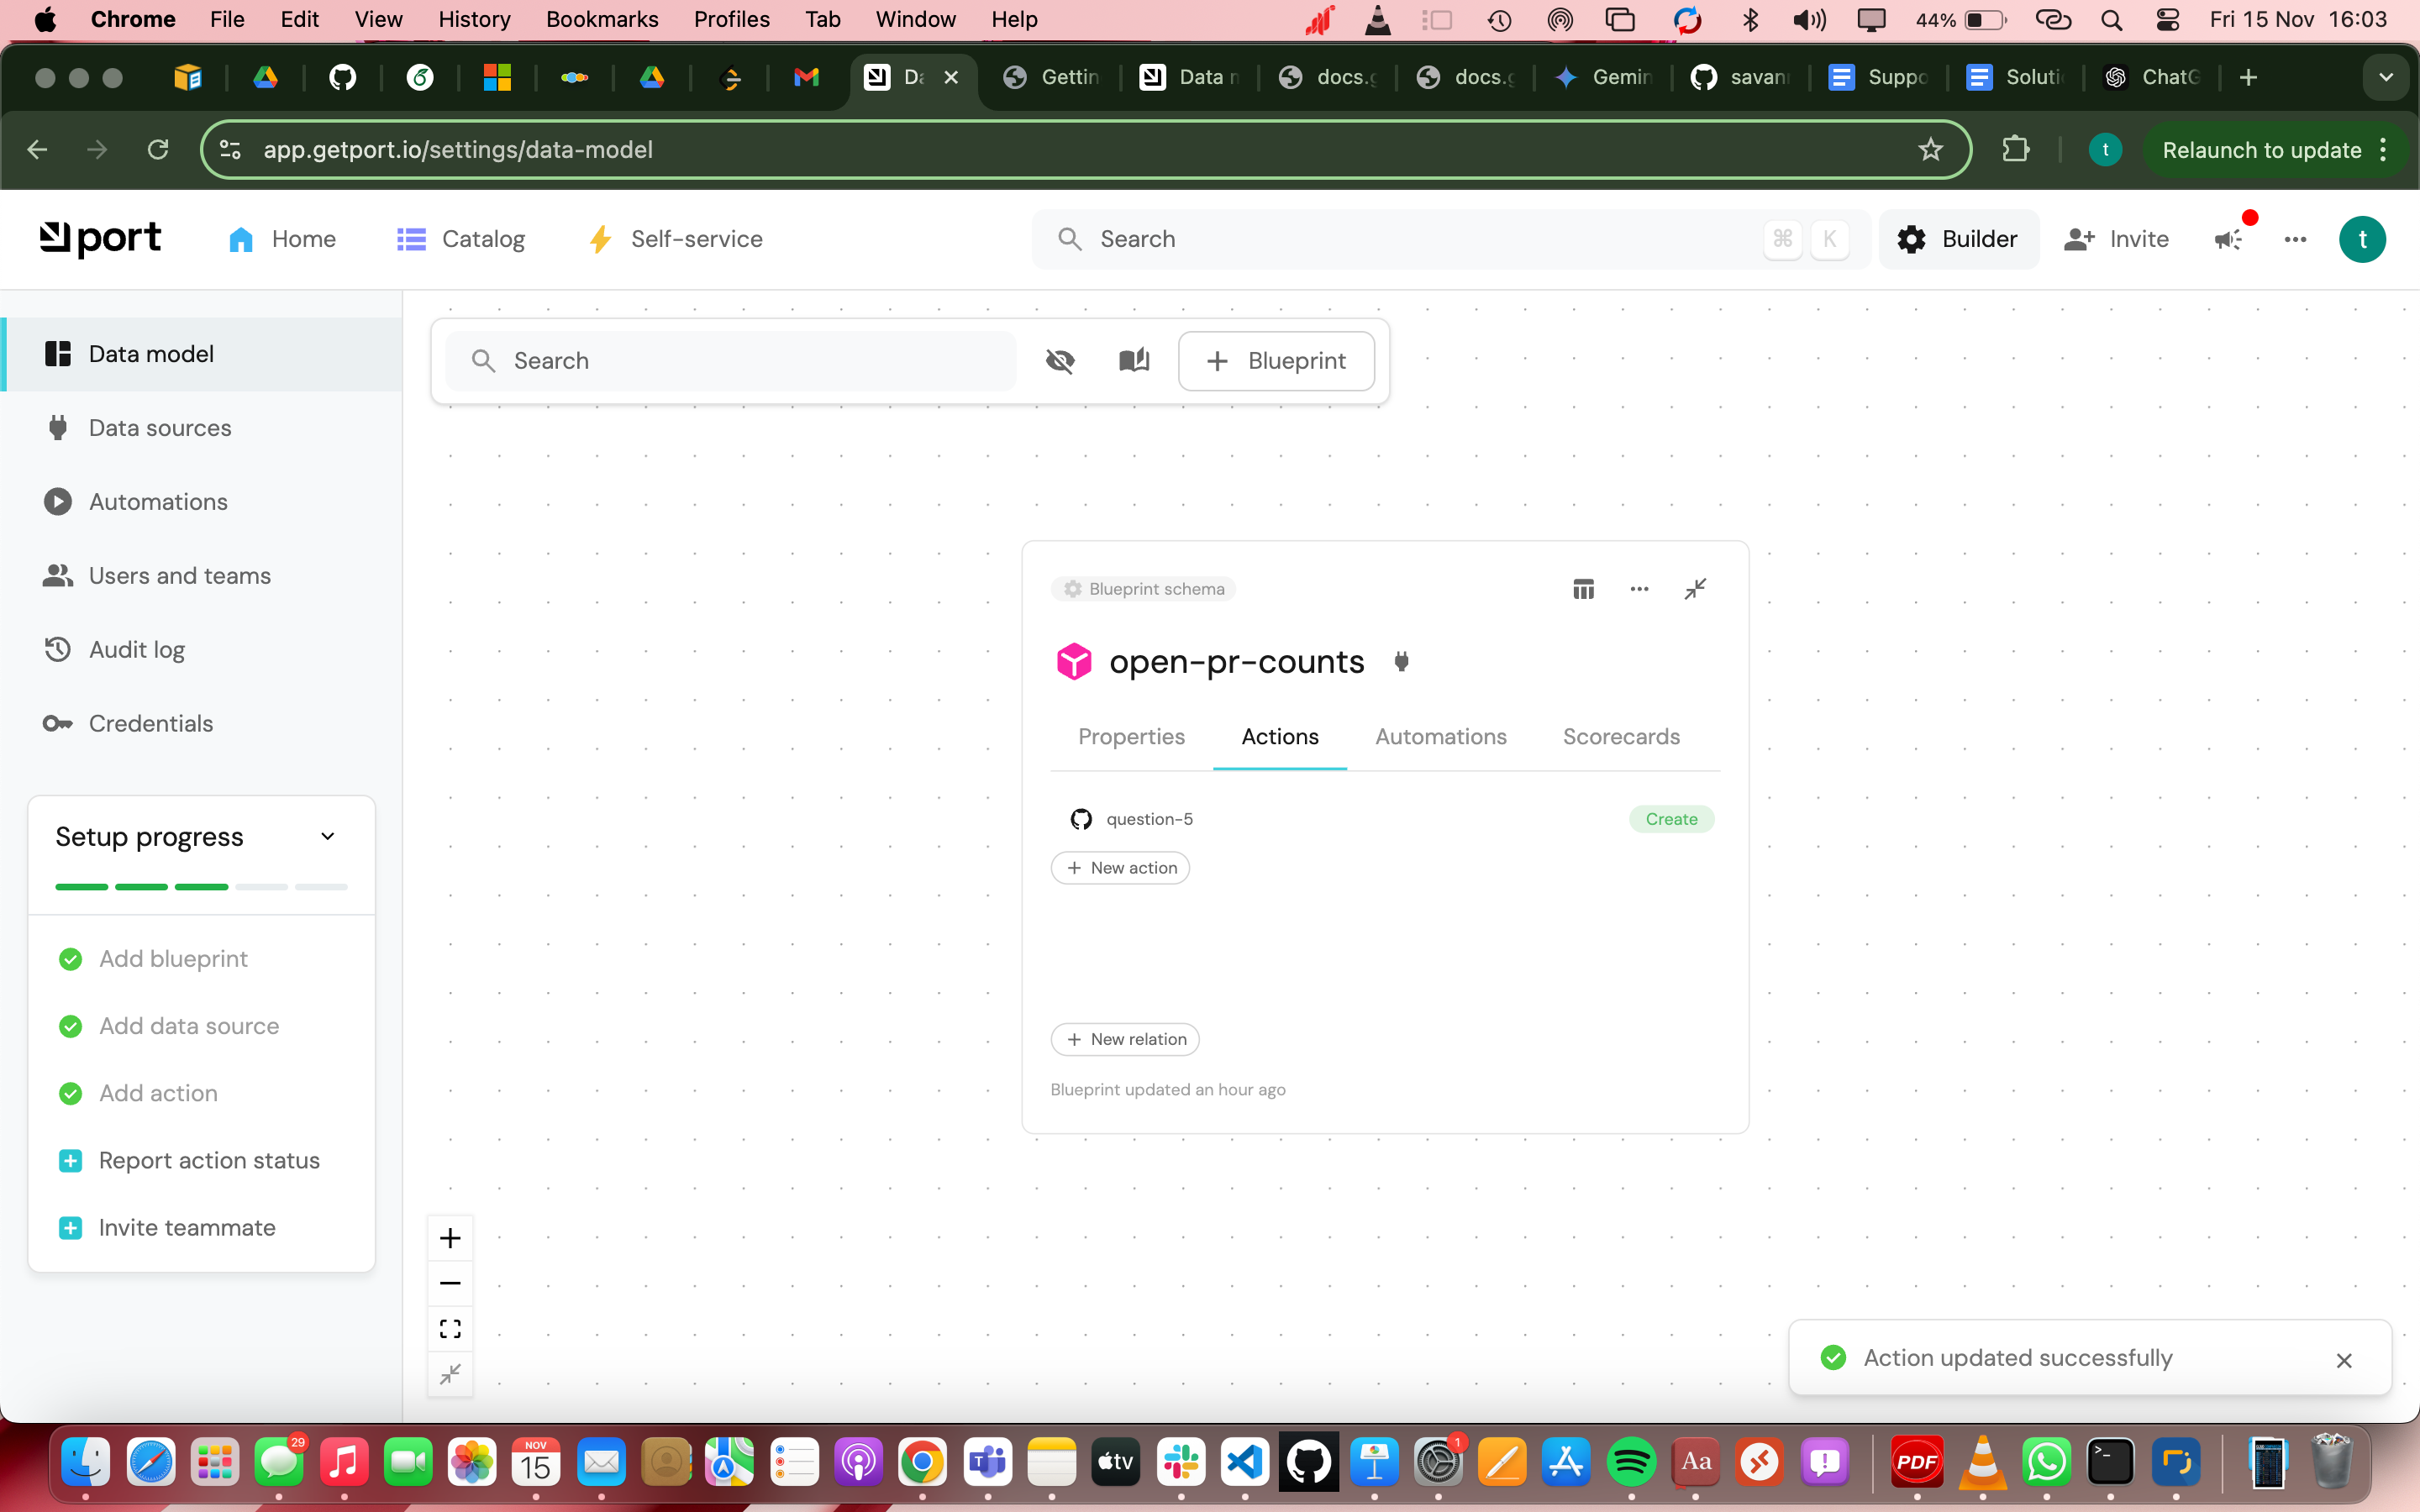 Chrome File Edit View History Bookmarks Profiles Tab Window Help 44% Fri 15 Nov 16:03
Da Gettin Data m docs.g docs.g Gemin savan Suppo Soluti ChatG
app.getport.io/settings/data-model t Relaunch to update
port Home Catalog Self-service Search ⌘ K Builder Invite t
Data model
Data sources
Automations
Users and teams
Audit log
Credentials
Setup progress
Add blueprint
Add data source
Add action
Report action status
Invite teammate
Search + Blueprint
Blueprint schema
open-pr-counts
Properties Actions Automations Scorecards
question-5 Create
+ New action
+ New relation
Blueprint updated an hour ago
Action updated successfully
29
NOV
15
tv
1
Aa
PDF